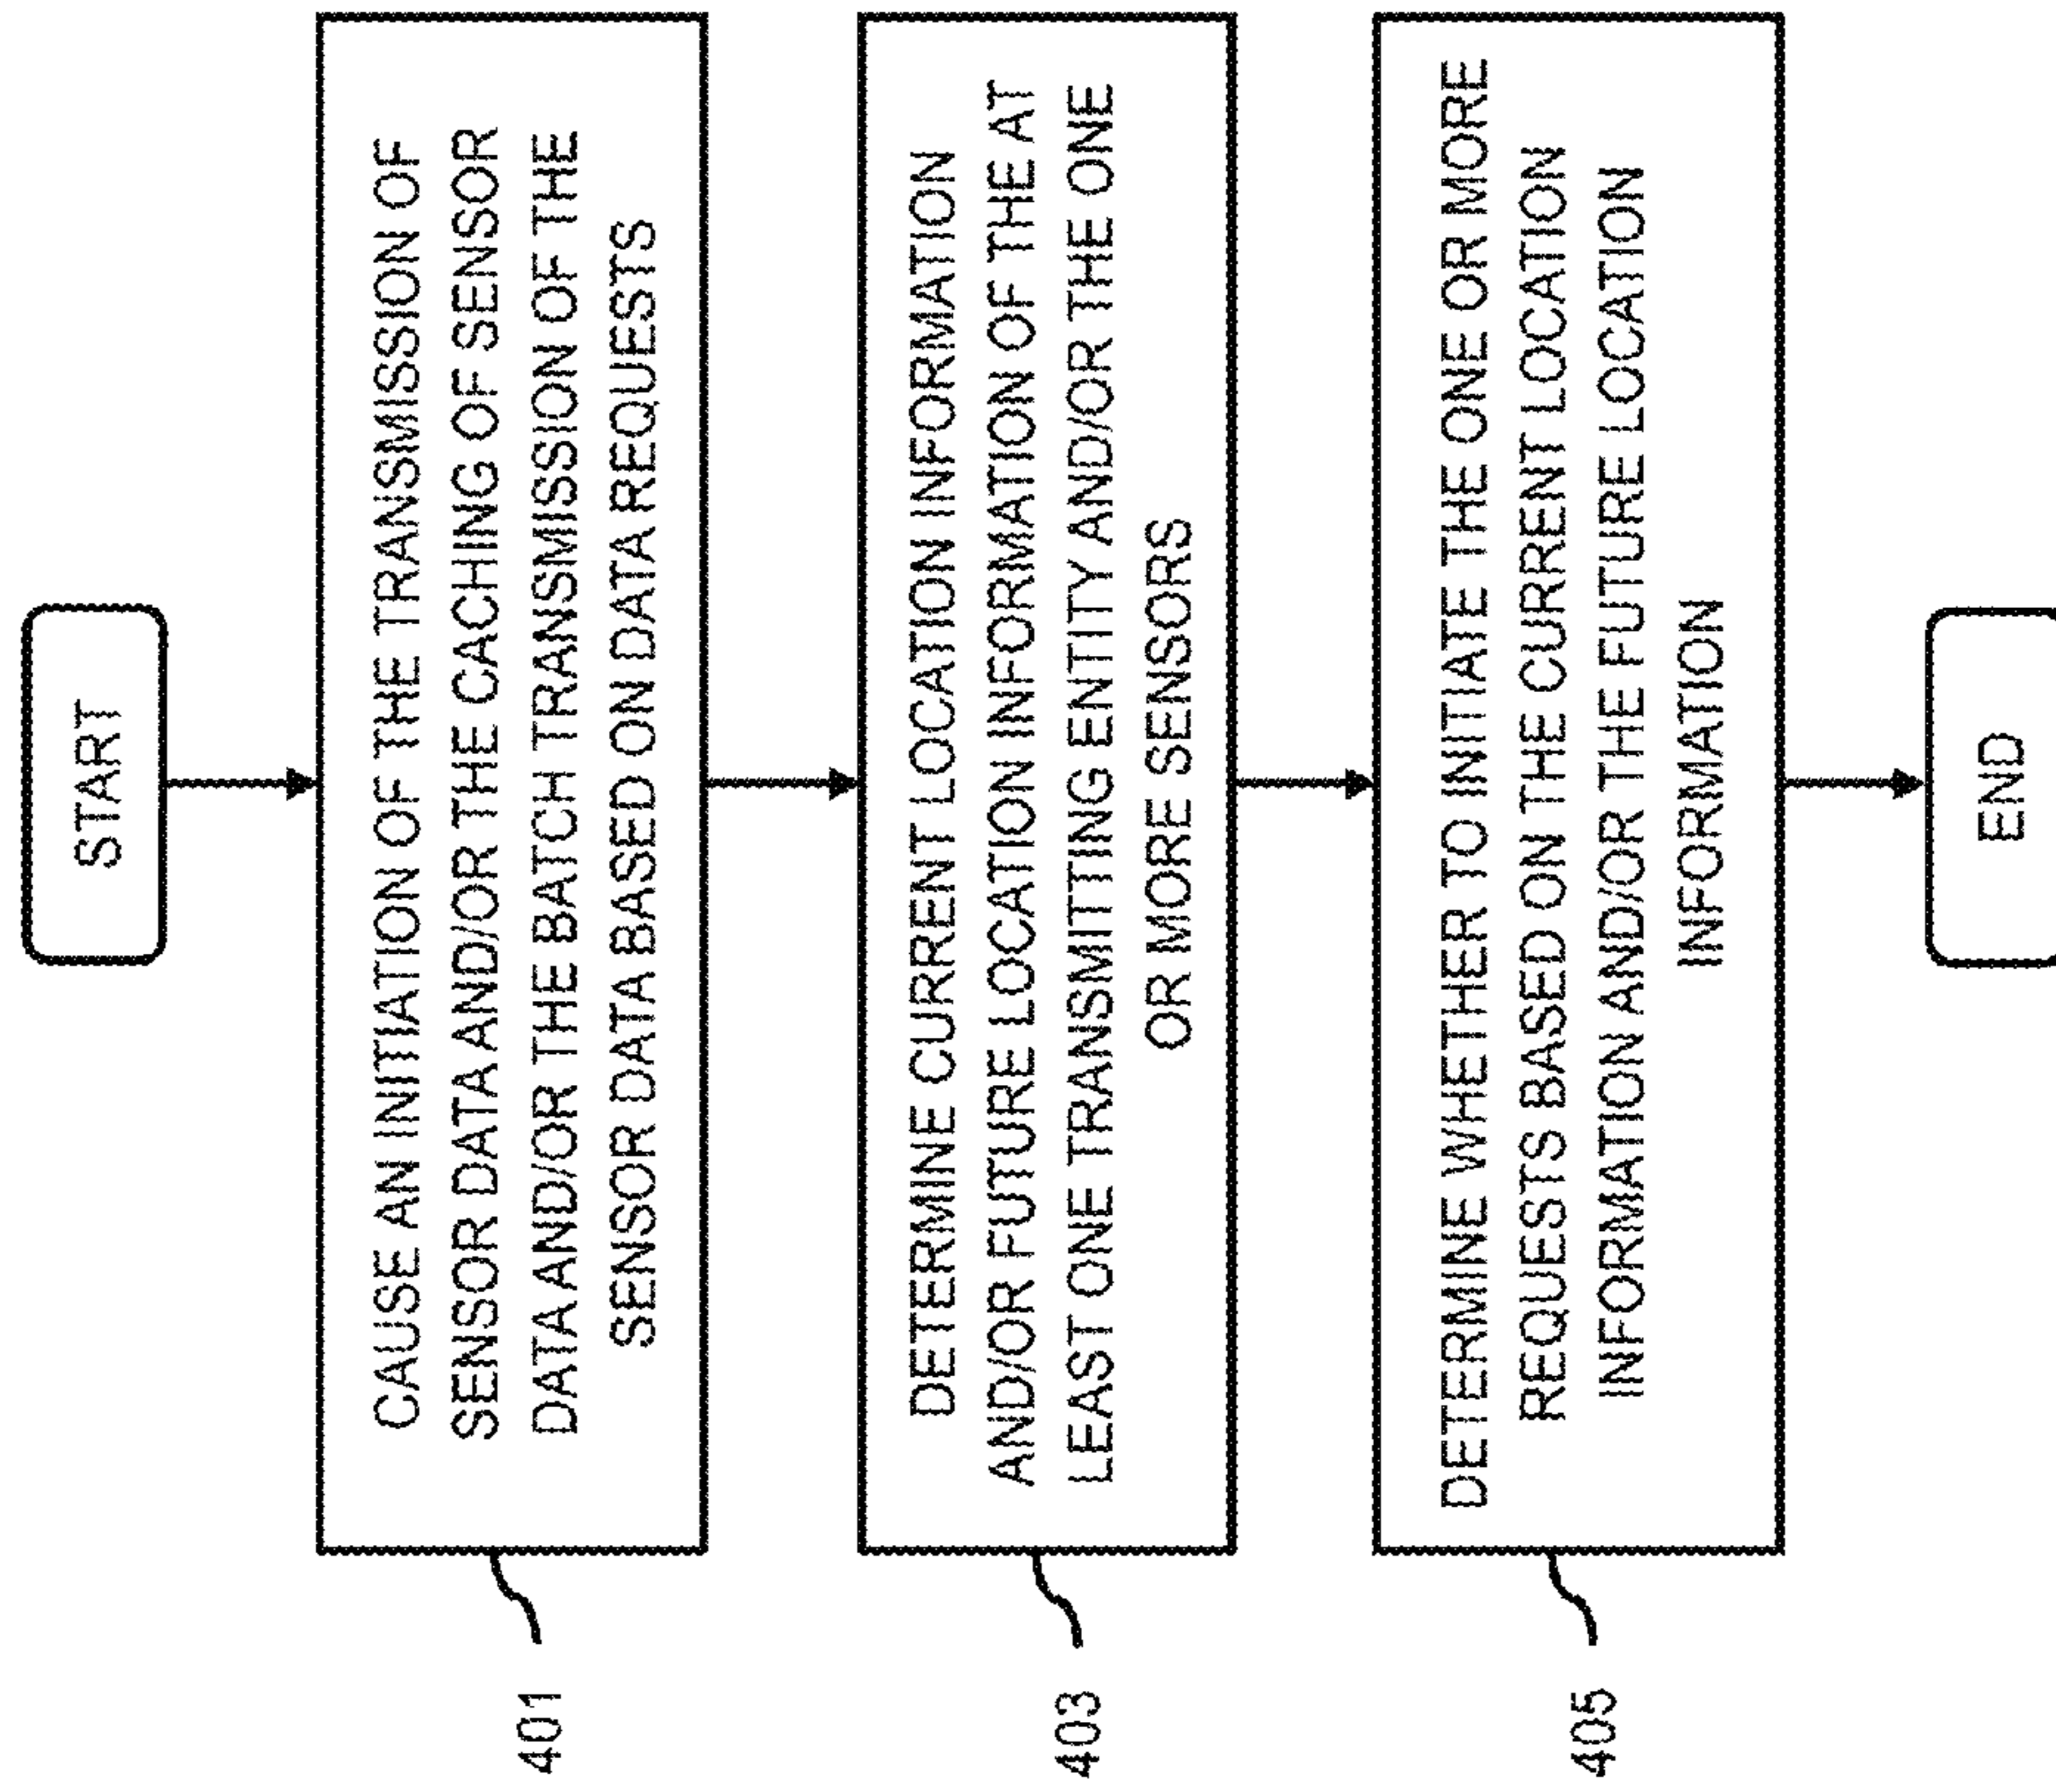 START
CAUSE AN INITIATION OF THE TRANSMISSION OF
SENSOR DATA AND/OR THE CACHING OF SENSOR
DATA AND/OR THE BATCH TRANSMISSION OF THE
SENSOR DATA BASED ON DATA REQUESTS
401
DETERMINE CURRENT LOCATION INFORMATION
AND/OR FUTURE LOCATION INFORMATION OF THE AT
LEAST ONE TRANSMITTING ENTITY AND/OR THE ONE
OR MORE SENSORS
403
DETERMINE WHETHER TO INITIATE THE ONE OR MORE
REQUESTS BASED ON THE CURRENT LOCATION
INFORMATION AND/OR THE FUTURE LOCATION
INFORMATION
405
END